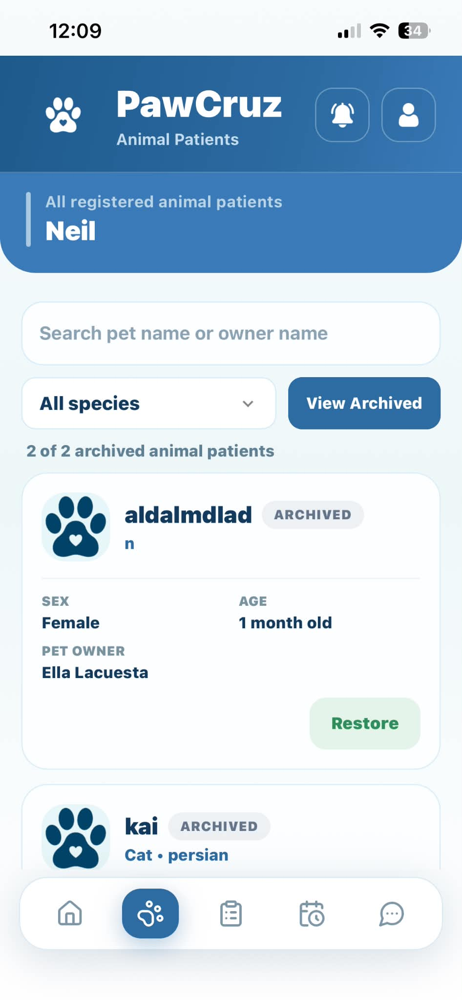 12:09
34
PawCruz
Animal Patients
All registered animal patients
Neil
Search pet name or owner name
All species
View Archived
2 of 2 archived animal patients
aldalmdlad ARCHIVED
n
SEX
AGE
Female
1 month old
PET OWNER
Ella Lacuesta
Restore
kai ARCHIVED
Cat • persian